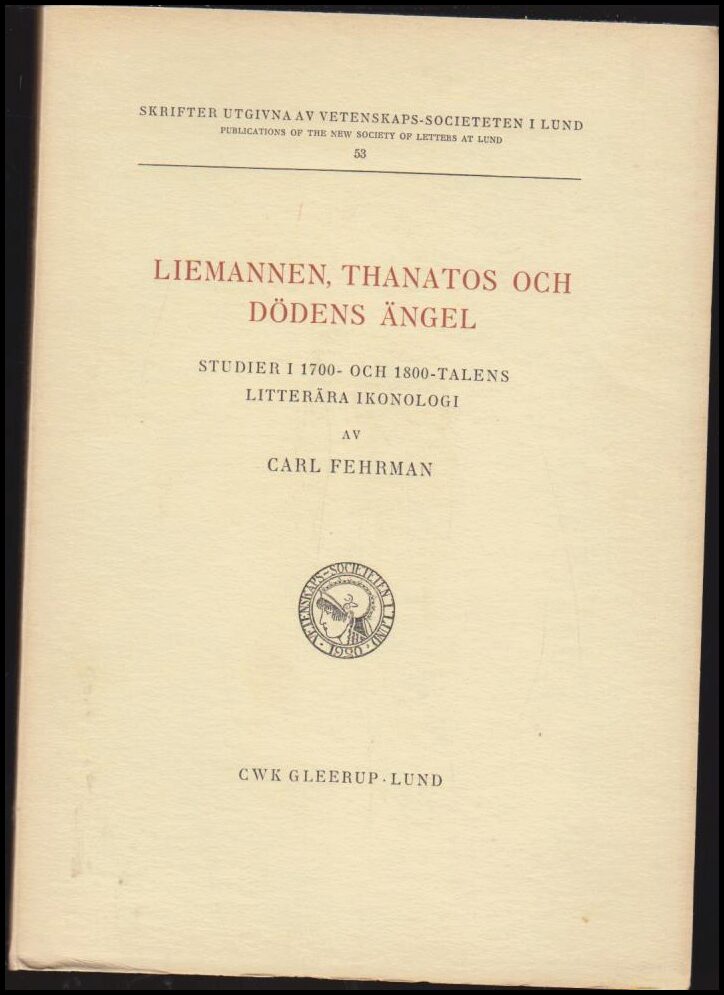 SKRIFTER UTGIVNA AV VETENSKAPS-SOCIETETEN I LUND
PUBLICATIONS OF THE NEW SOCIETY OF LETTERS AT LUND
53
LIEMANNEN, THANATOS OCH
DÖDENS ÄNGEL
STUDIER I 1700- OCH 1800-TALENS
LITTERÄRA IKONOLOGI
AV
CARL FEHRMAN
VETENSKAPS-SOCIETETEN I LUND · 1920 ·
CWK GLEERUP · LUND